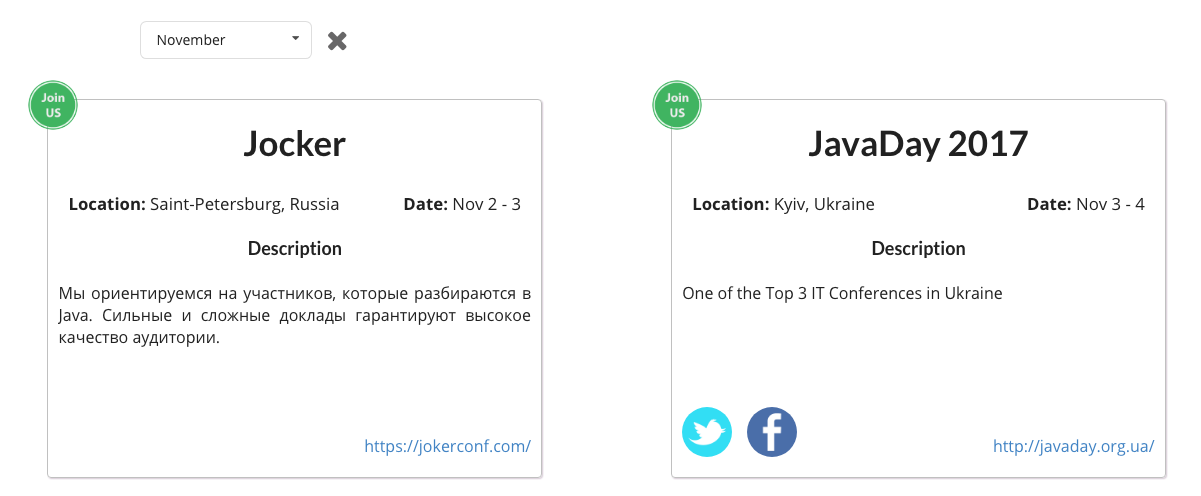 November
Join
US
Jocker
Location: Saint-Petersburg, Russia
Date: Nov 2 - 3
Description
Мы ориентируемся на участников, которые разбираются в
Java. Сильные и сложные доклады гарантируют высокое
качество аудитории.
https://jokerconf.com/
Join
US
JavaDay 2017
Location: Kyiv, Ukraine
Date: Nov 3 - 4
Description
One of the Top 3 IT Conferences in Ukraine
http://javaday.org.ua/